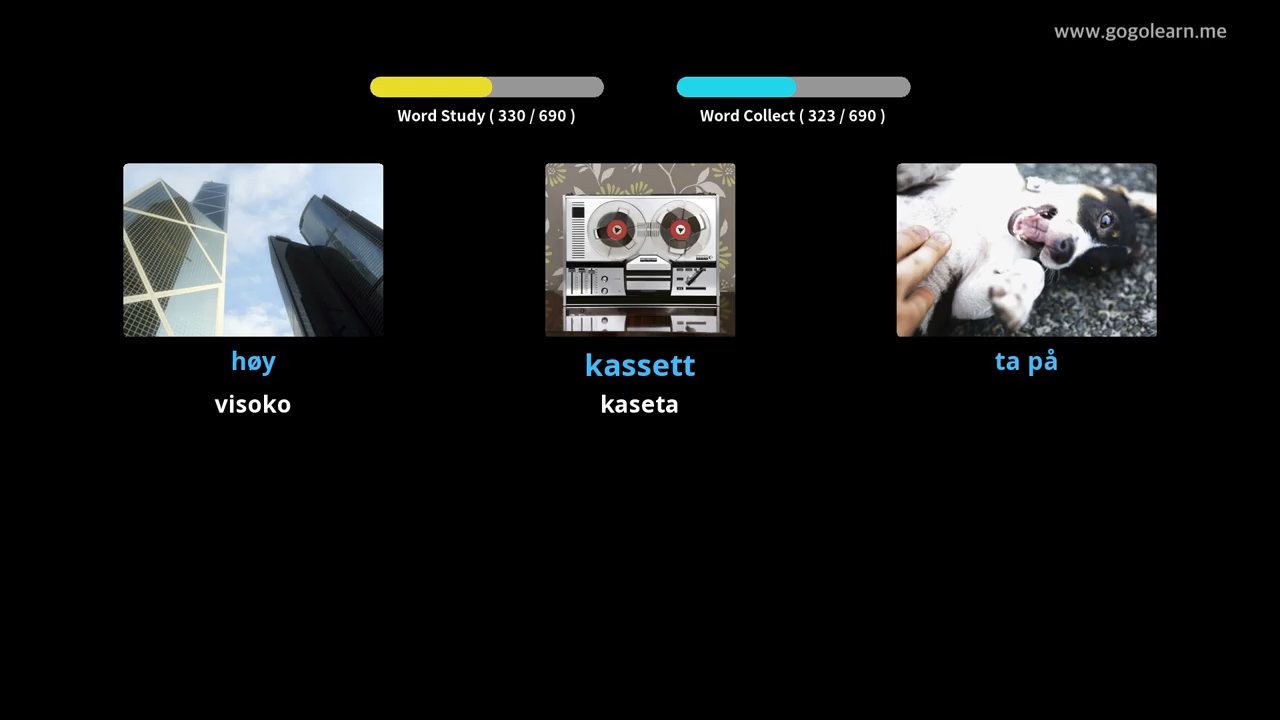 www.gogolearn.me
Word Study ( 330 / 690 )
Word Collect ( 323 / 690 )
høy
kassett
ta på
visoko
kaseta